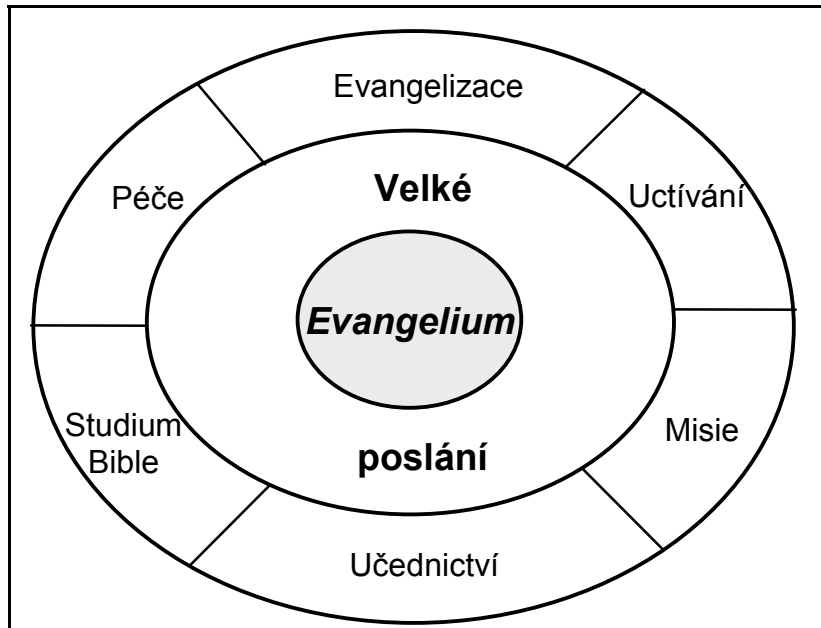 Evangelizace
Velké
Péče
Uctívání
Evangelium
Studium
Bible
Misie
poslání
Učednictví